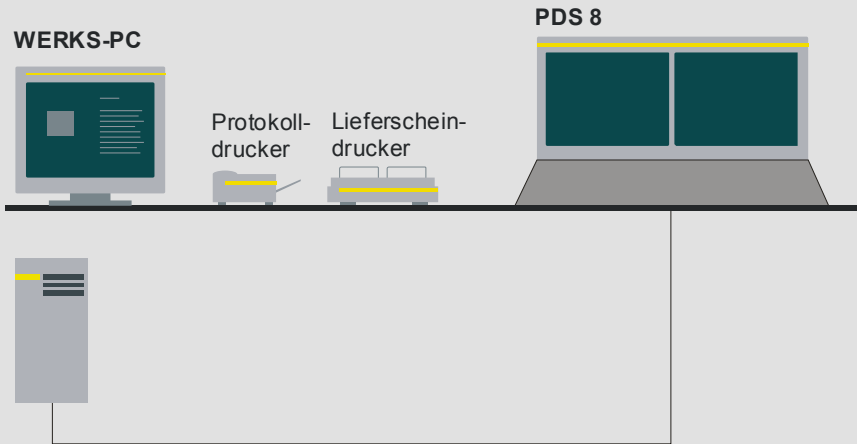 PDS 8
WERKS-PC
Protokoll-
drucker
Lieferschein-
drucker